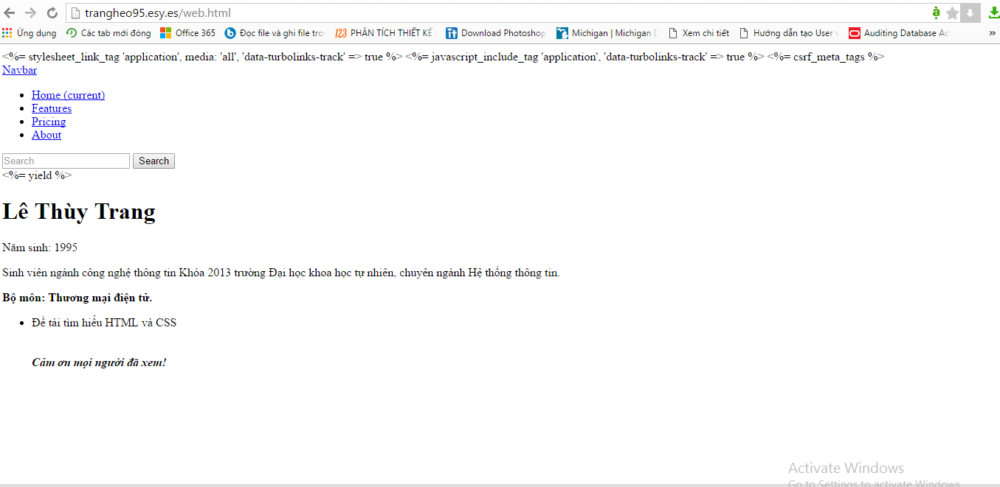 trangheo95.esy.es/web.html
Ứng dụng Các tab mới đóng Office 365 Đọc file và ghi file tror 123 PHÂN TÍCH THIẾT KẾ Download Photoshop Michigan | Michigan D Xem chi tiết Hướng dẫn tạo User v Auditing Database Ac »
<%= stylesheet_link_tag 'application', media: 'all', 'data-turbolinks-track' => true %> <%= javascript_include_tag 'application', 'data-turbolinks-track' => true %> <%= csrf_meta_tags %>
Navbar
• Home (current)
• Features
• Pricing
• About
Search Search
<%= yield %>
Lê Thùy Trang
Năm sinh: 1995
Sinh viên ngành công nghệ thông tin Khóa 2013 trường Đại học khoa học tự nhiên, chuyên ngành Hệ thống thông tin.
Bộ môn: Thương mại điện tử.
• Đề tài tìm hiểu HTML và CSS
Cảm ơn mọi người đã xem!
Activate Windows
Go to Settings to activate Windows.